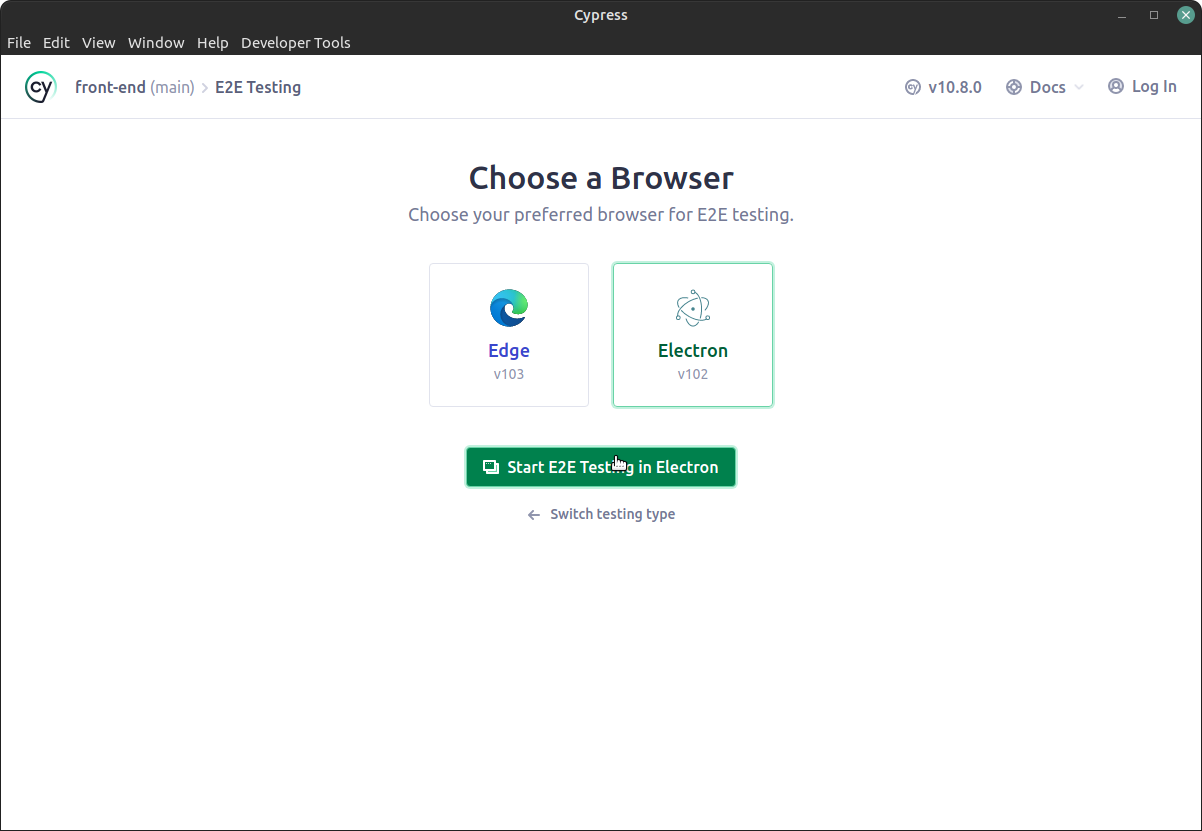 Cypress
File Edit View Window Help Developer Tools
cy front-end (main) > E2E Testing
cy v10.8.0 Docs Log In
Choose a Browser
Choose your preferred browser for E2E testing.
Edge
v103
Electron
v102
Start E2E Testing in Electron
← Switch testing type